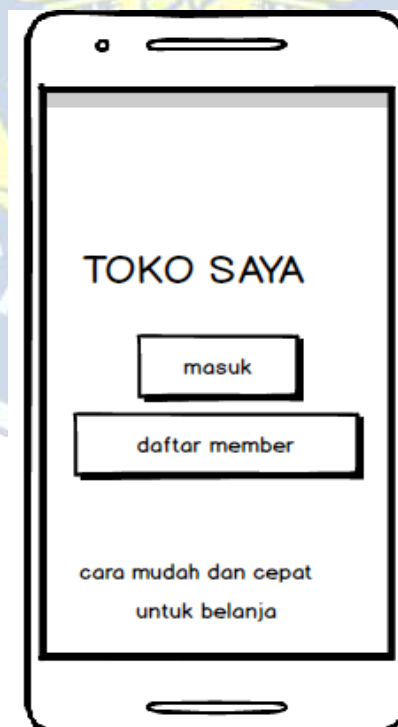 TOKO SAYA
masuk
daftar member
cara mudah dan cepat
untuk belanja